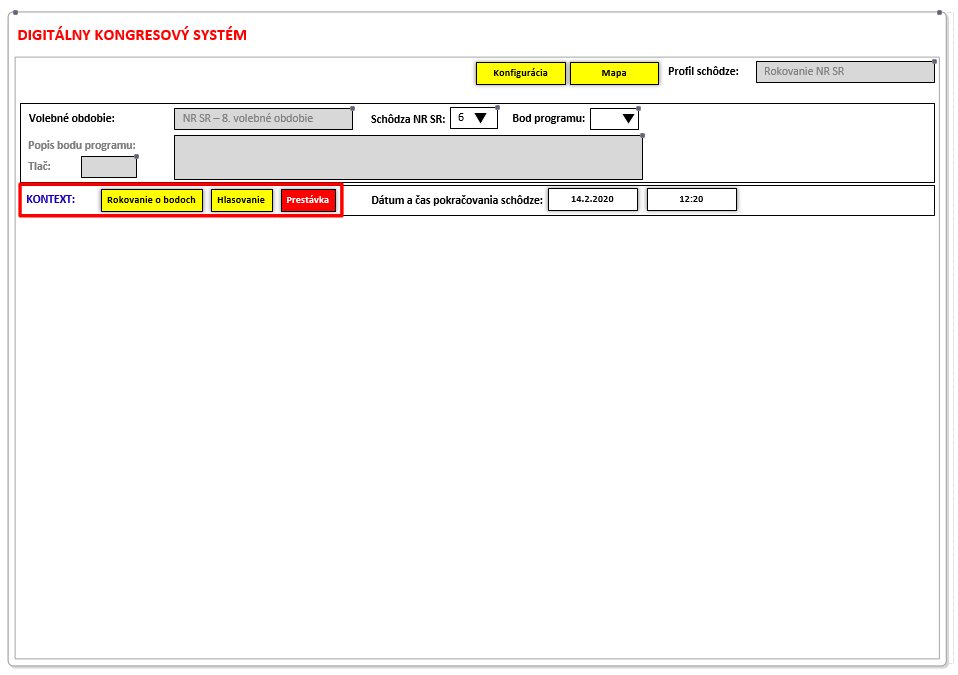 DIGITÁLNY KONGRESOVÝ SYSTÉM
Konfigurácia Mapa Profil schôdze: Rokovanie NR SR
Volebné obdobie: NR SR – 8. volebné obdobie Schôdza NR SR: 6 Bod programu:
Popis bodu programu:
Tlač:
KONTEXT: Rokovanie o bodoch Hlasovanie Prestávka Dátum a čas pokračovania schôdze: 14.2.2020 12:20